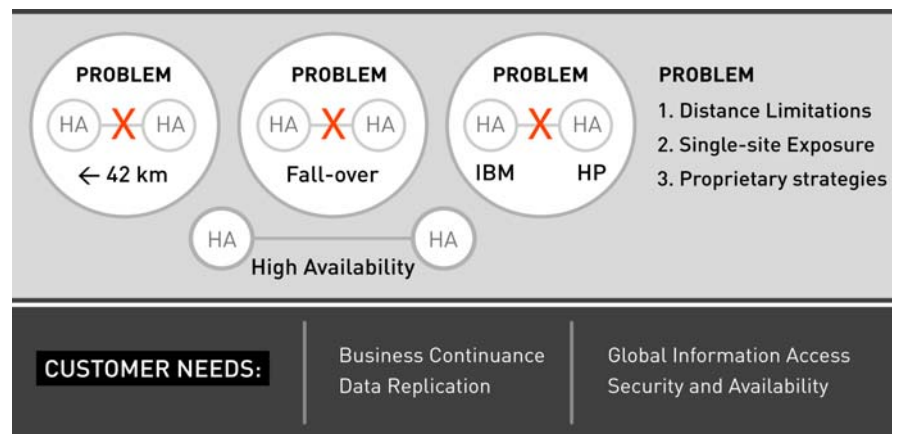 PROBLEM
HA X HA
← 42 km
PROBLEM
HA X HA
Fall-over
PROBLEM
HA X HA
IBM HP
PROBLEM
1. Distance Limitations
2. Single-site Exposure
3. Proprietary strategies
HA HA
High Availability
CUSTOMER NEEDS:
Business Continuance
Data Replication
Global Information Access
Security and Availability